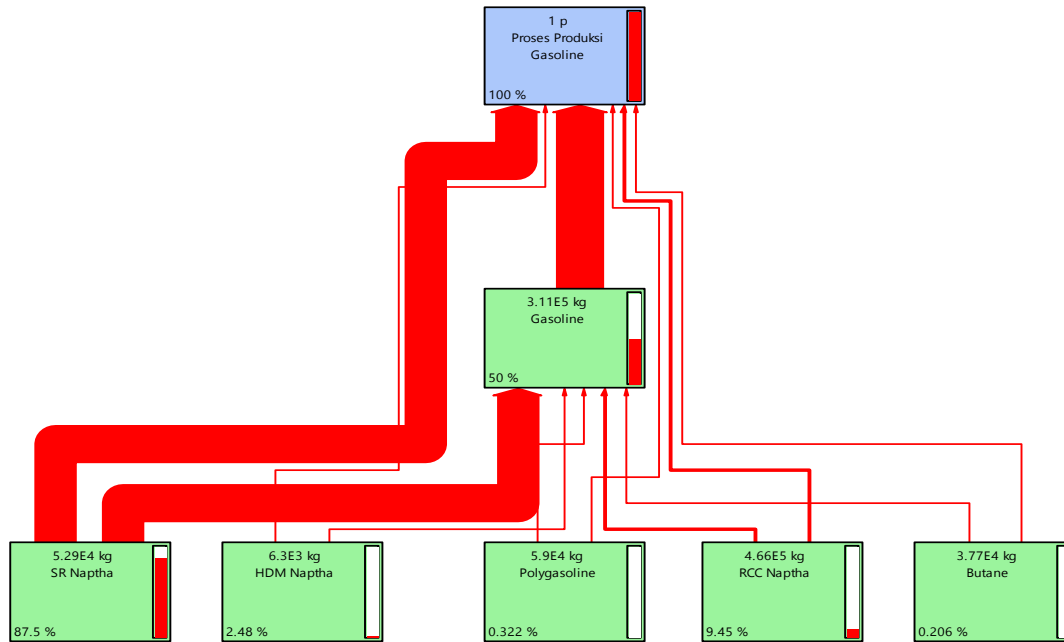 1 p
Proses Produksi
Gasoline
100 %
3.11E5 kg
Gasoline
50 %
5.29E4 kg
SR Naptha
87.5 %
6.3E3 kg
HDM Naptha
2.48 %
5.9E4 kg
Polygasoline
0.322 %
4.66E5 kg
RCC Naptha
9.45 %
3.77E4 kg
Butane
0.206 %